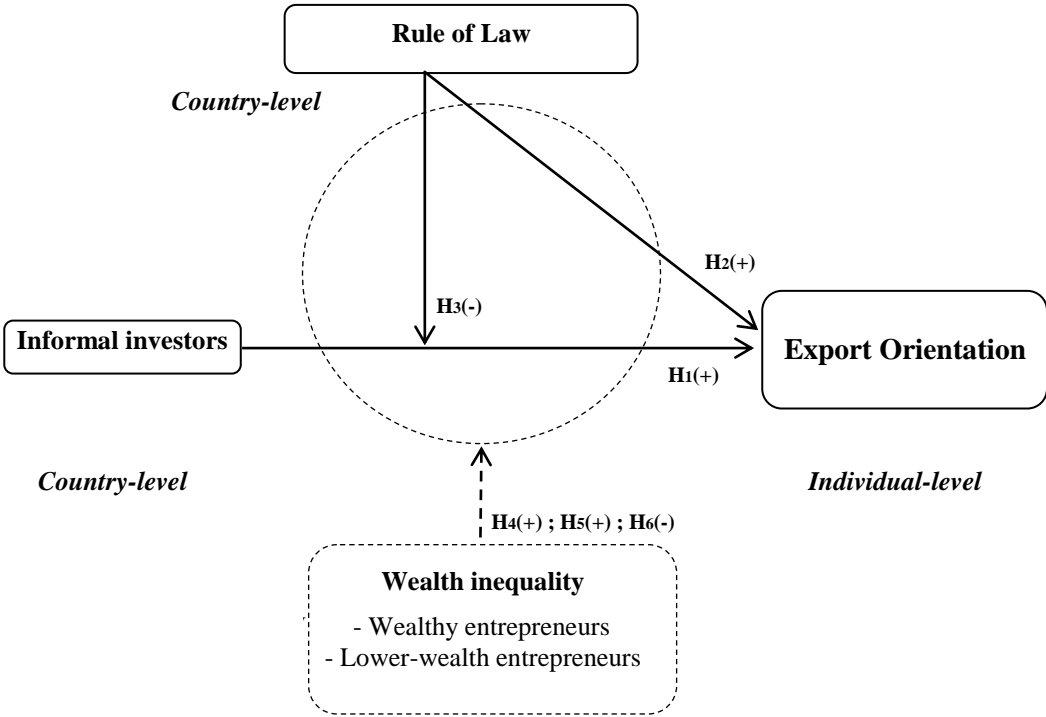 Rule of Law
Country-level
H2(+)
H3(-)
Informal investors
Export Orientation
H1(+)
Country-level
Individual-level
H4(+) ; H5(+) ; H6(-)
Wealth inequality
- Wealthy entrepreneurs
- Lower-wealth entrepreneurs